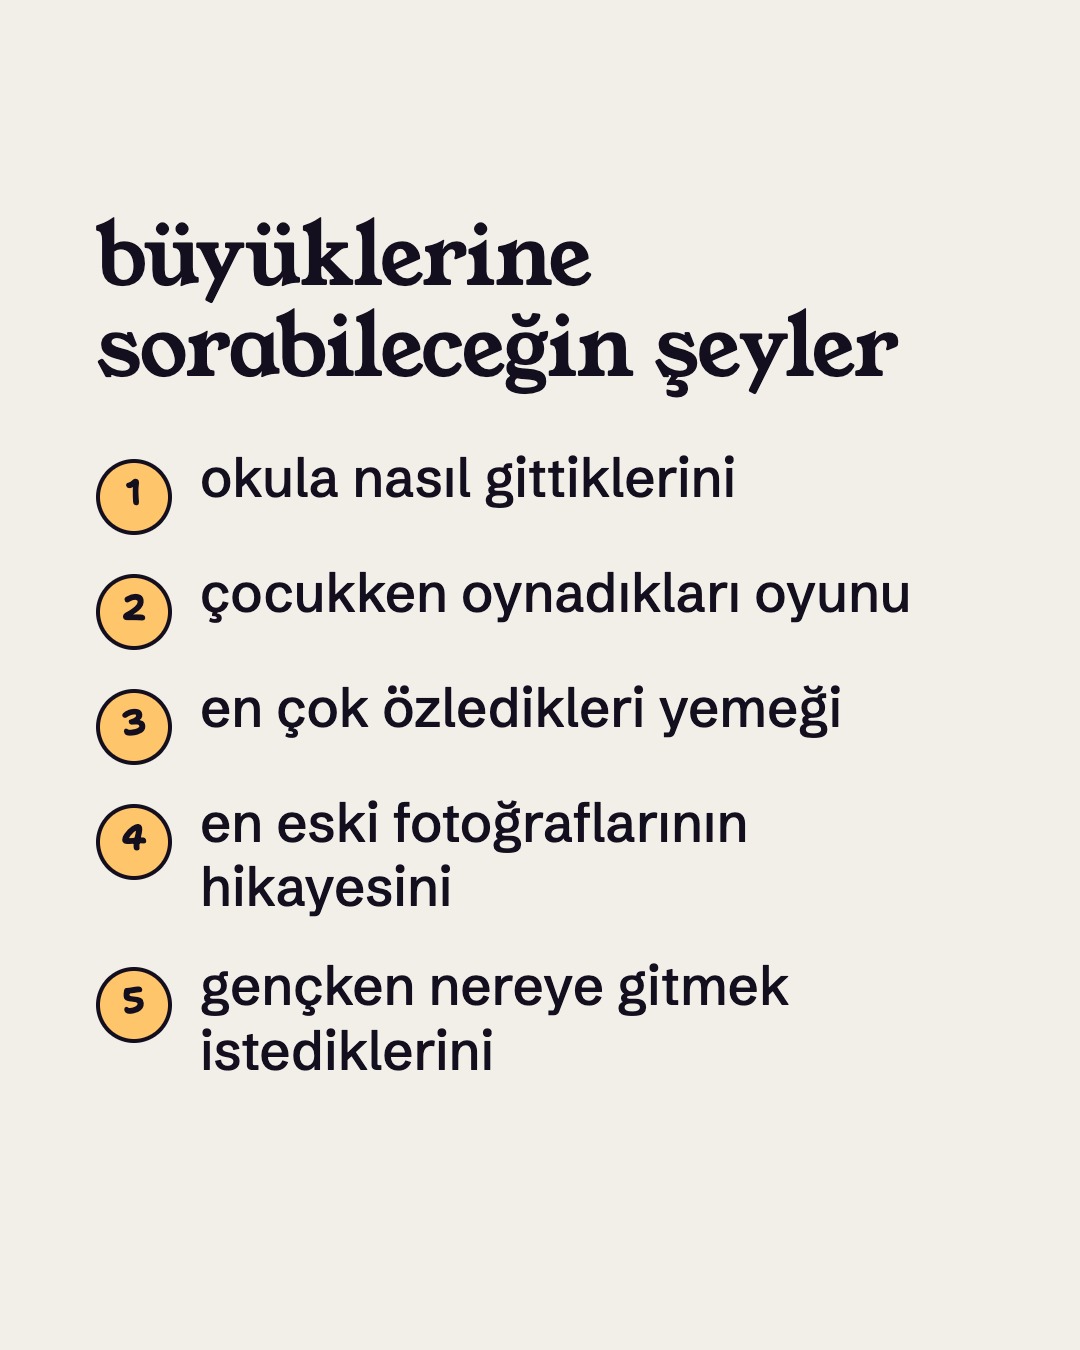 büyüklerine
sorabileceğin şeyler
1 okula nasıl gittiklerini
2 çocukken oynadıkları oyunu
3 en çok özledikleri yemeği
4 en eski fotoğraflarının
hikayesini
5 gençken nereye gitmek
istediklerini